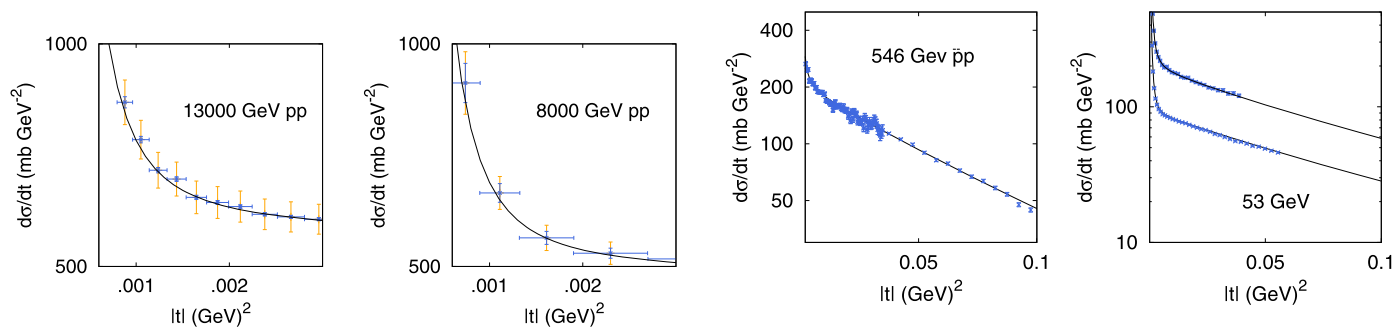 1000
500
dσ/dt (mb GeV⁻²)
13000 GeV pp
.001
.002
|t| (GeV)²
1000
500
dσ/dt (mb GeV⁻²)
8000 GeV pp
.001
.002
|t| (GeV)²
400
200
100
50
dσ/dt (mb GeV⁻²)
546 Gev p̈p
0.05
0.1
|t| (GeV)²
100
10
dσ/dt (mb GeV⁻²)
53 GeV
0.05
0.1
|t| (GeV)²